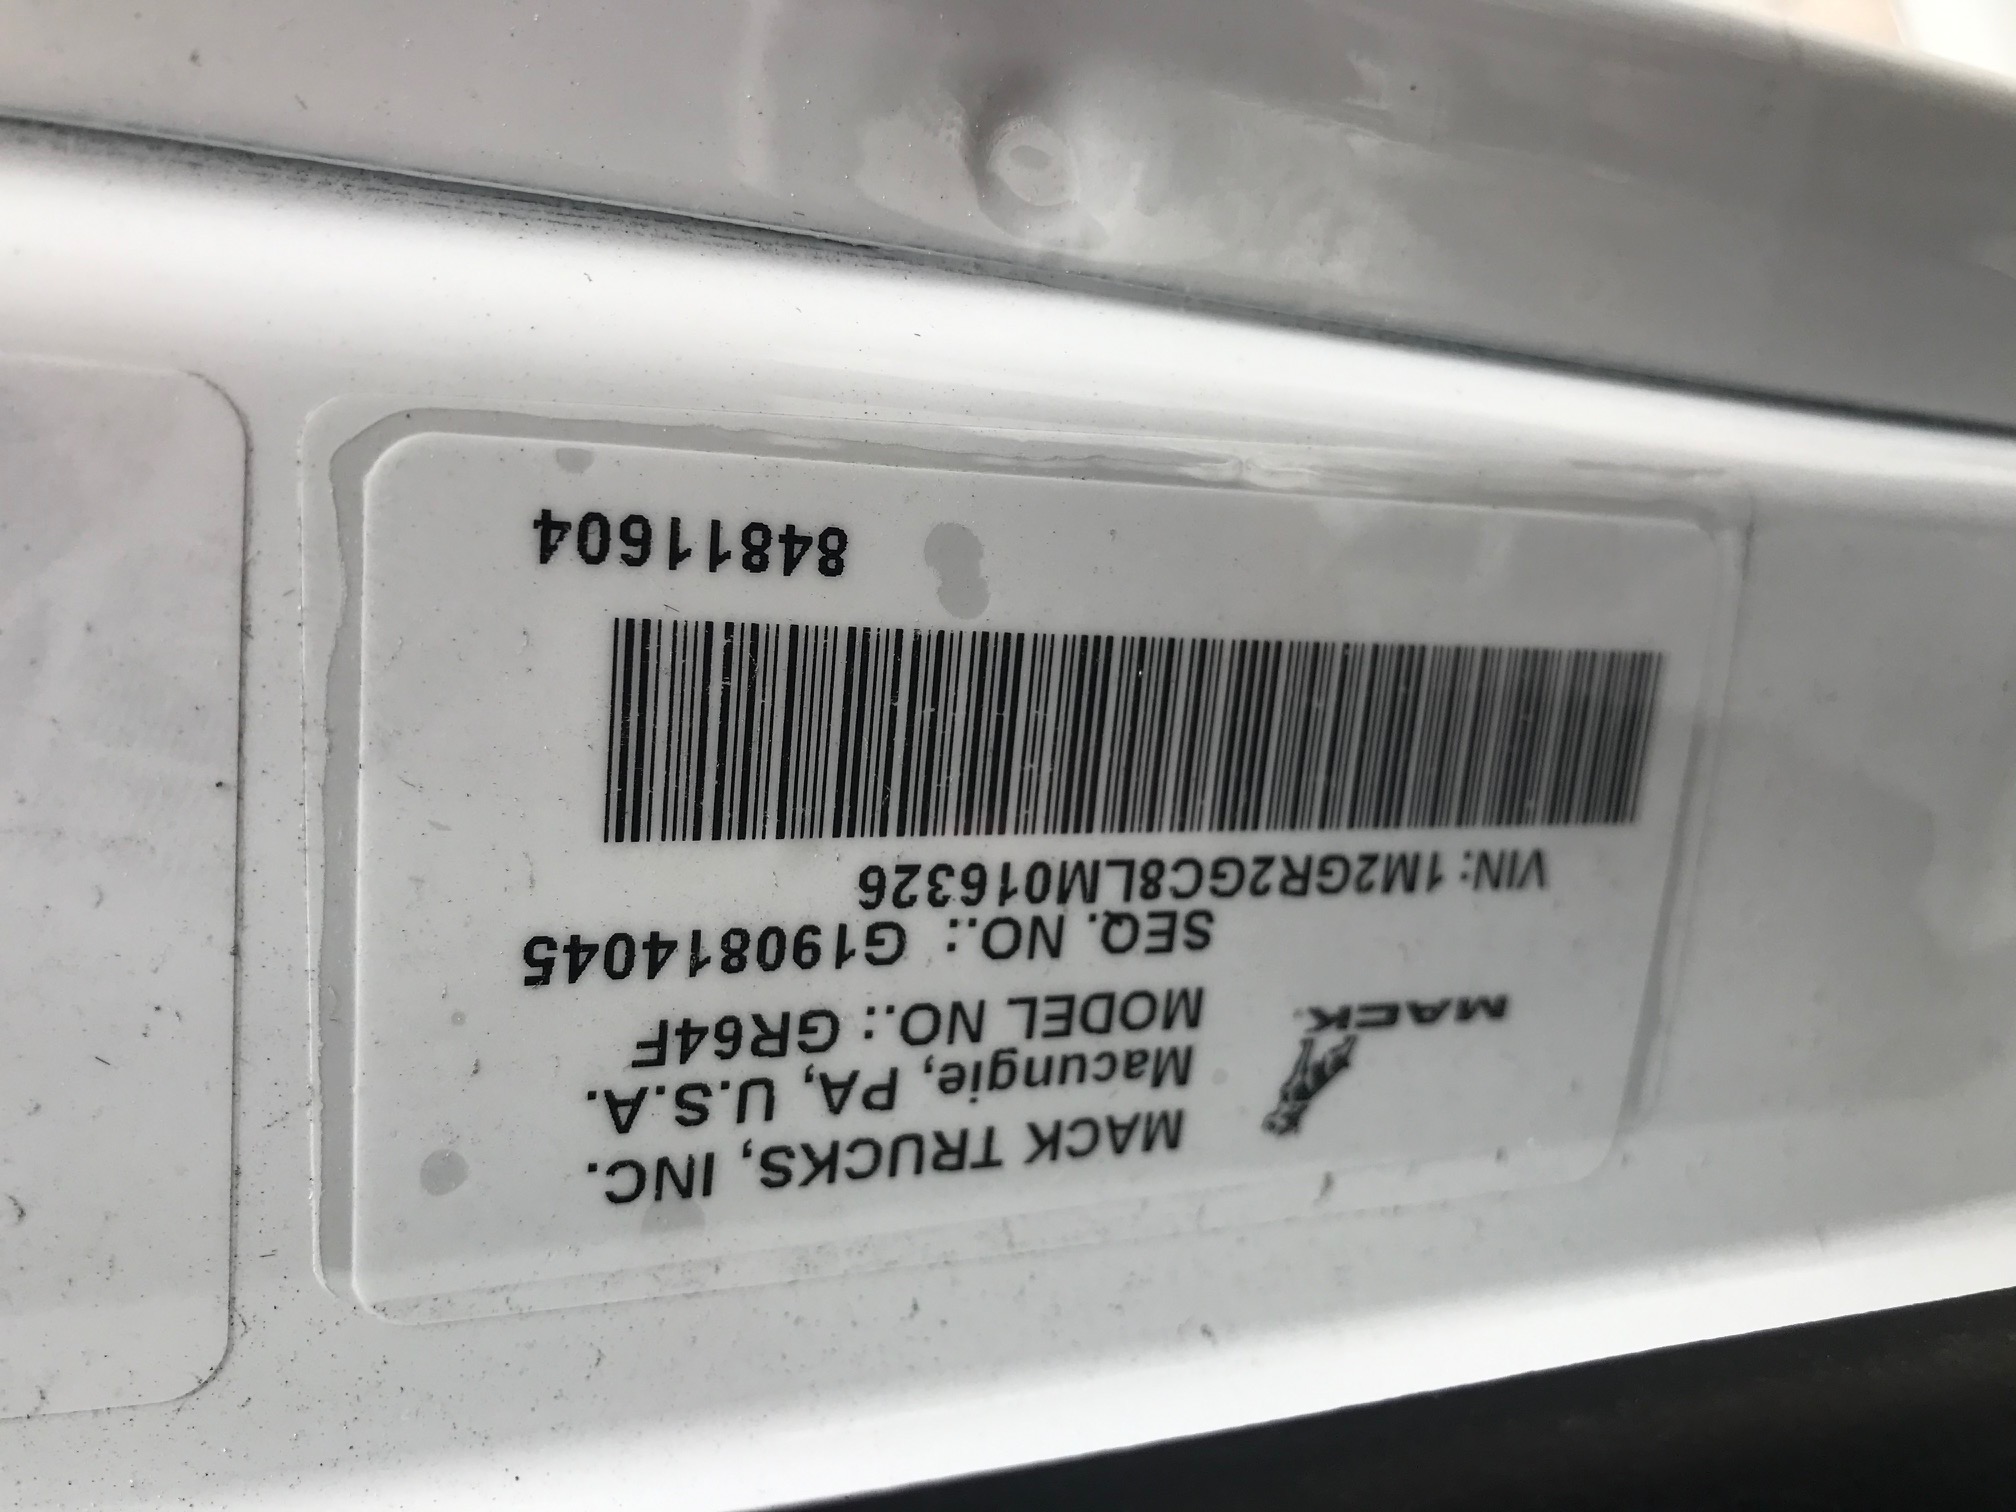 MACK TRUCKS, INC.
Macungie, PA, U.S.A.
MACK
MODEL NO.: GR64F
SEQ. NO.: G190814045
VIN: 1M2GR2GC8LM016326
84811604